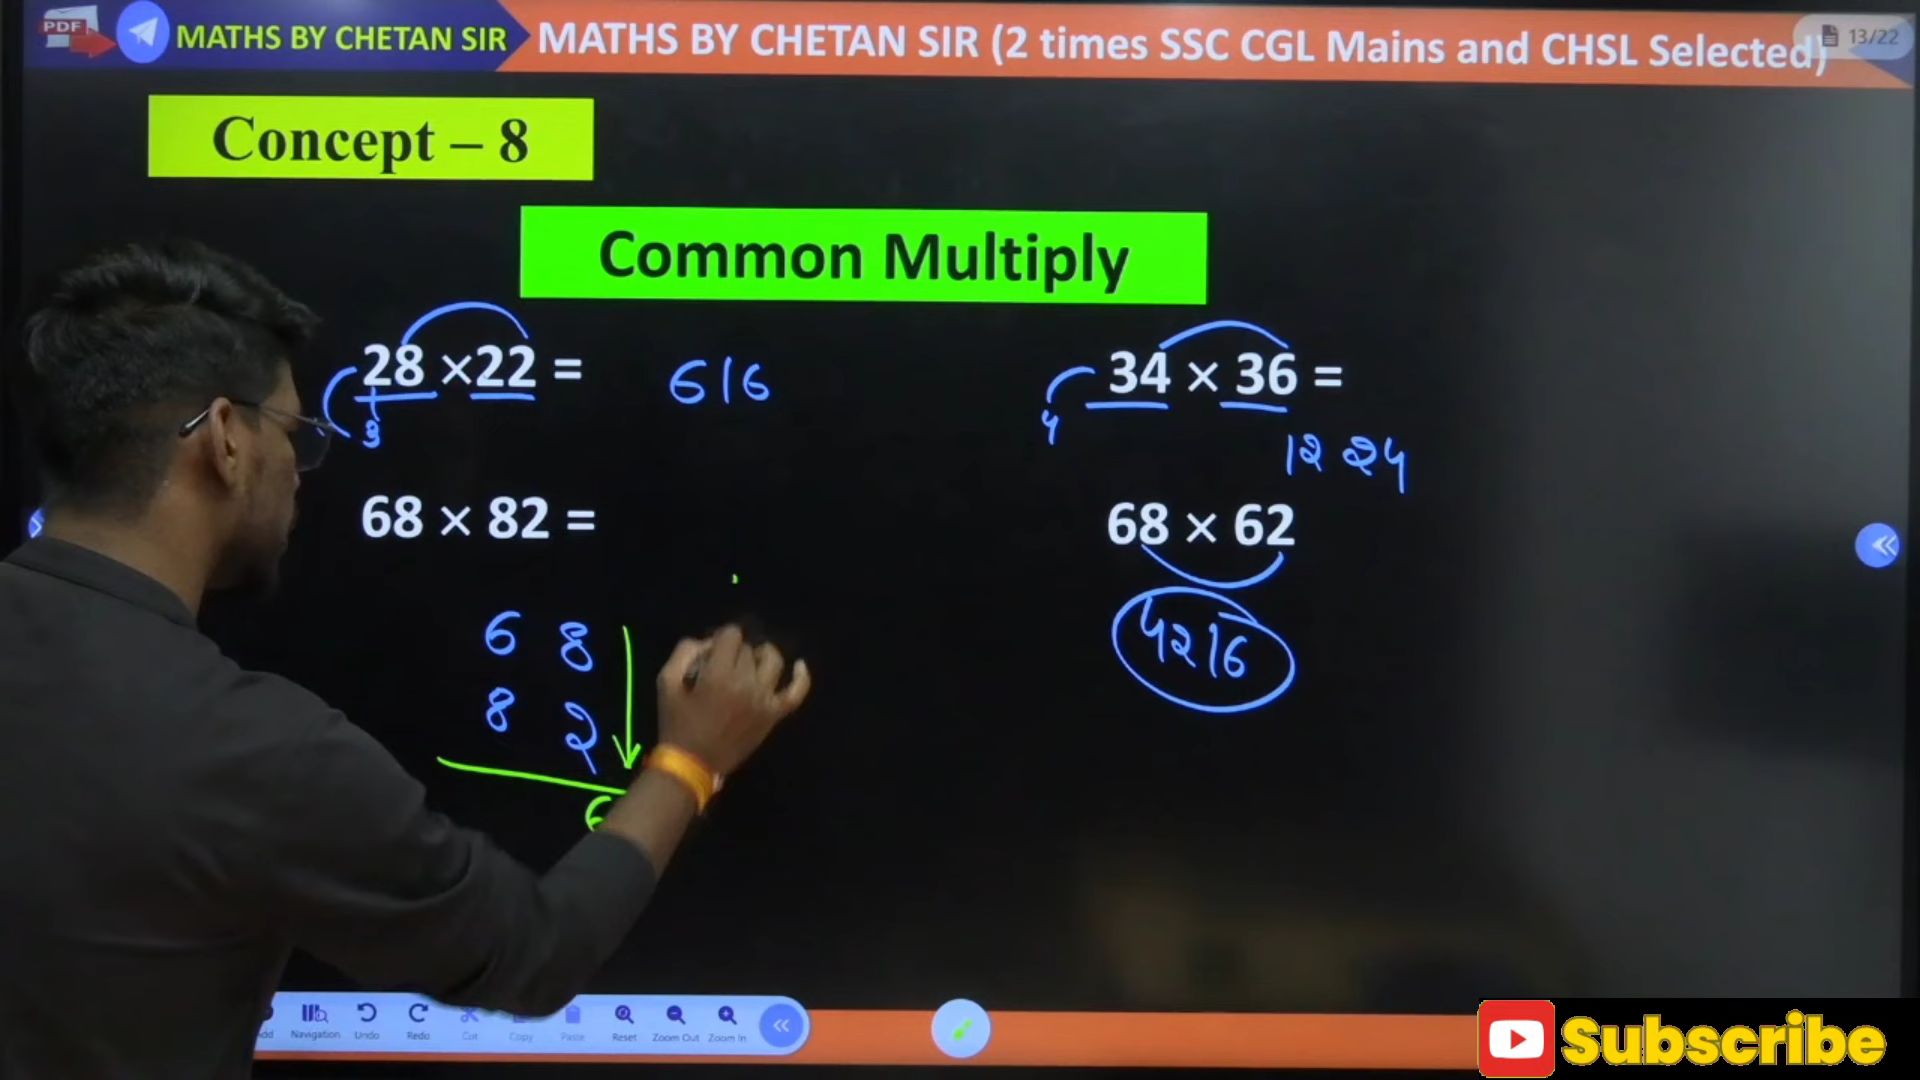 PDF MATHS BY CHETAN SIR MATHS BY CHETAN SIR (2 times SSC CGL Mains and CHSL Selected) 13/22
Concept – 8
Common Multiply
28 ×22 = 616
3
34 × 36 =
4
12 24
68 × 82 =
68 × 62
4216
6 8
8 2
6
Navigation Undo Redo Cut Copy Paste Reset Zoom Out Zoom In
Subscribe